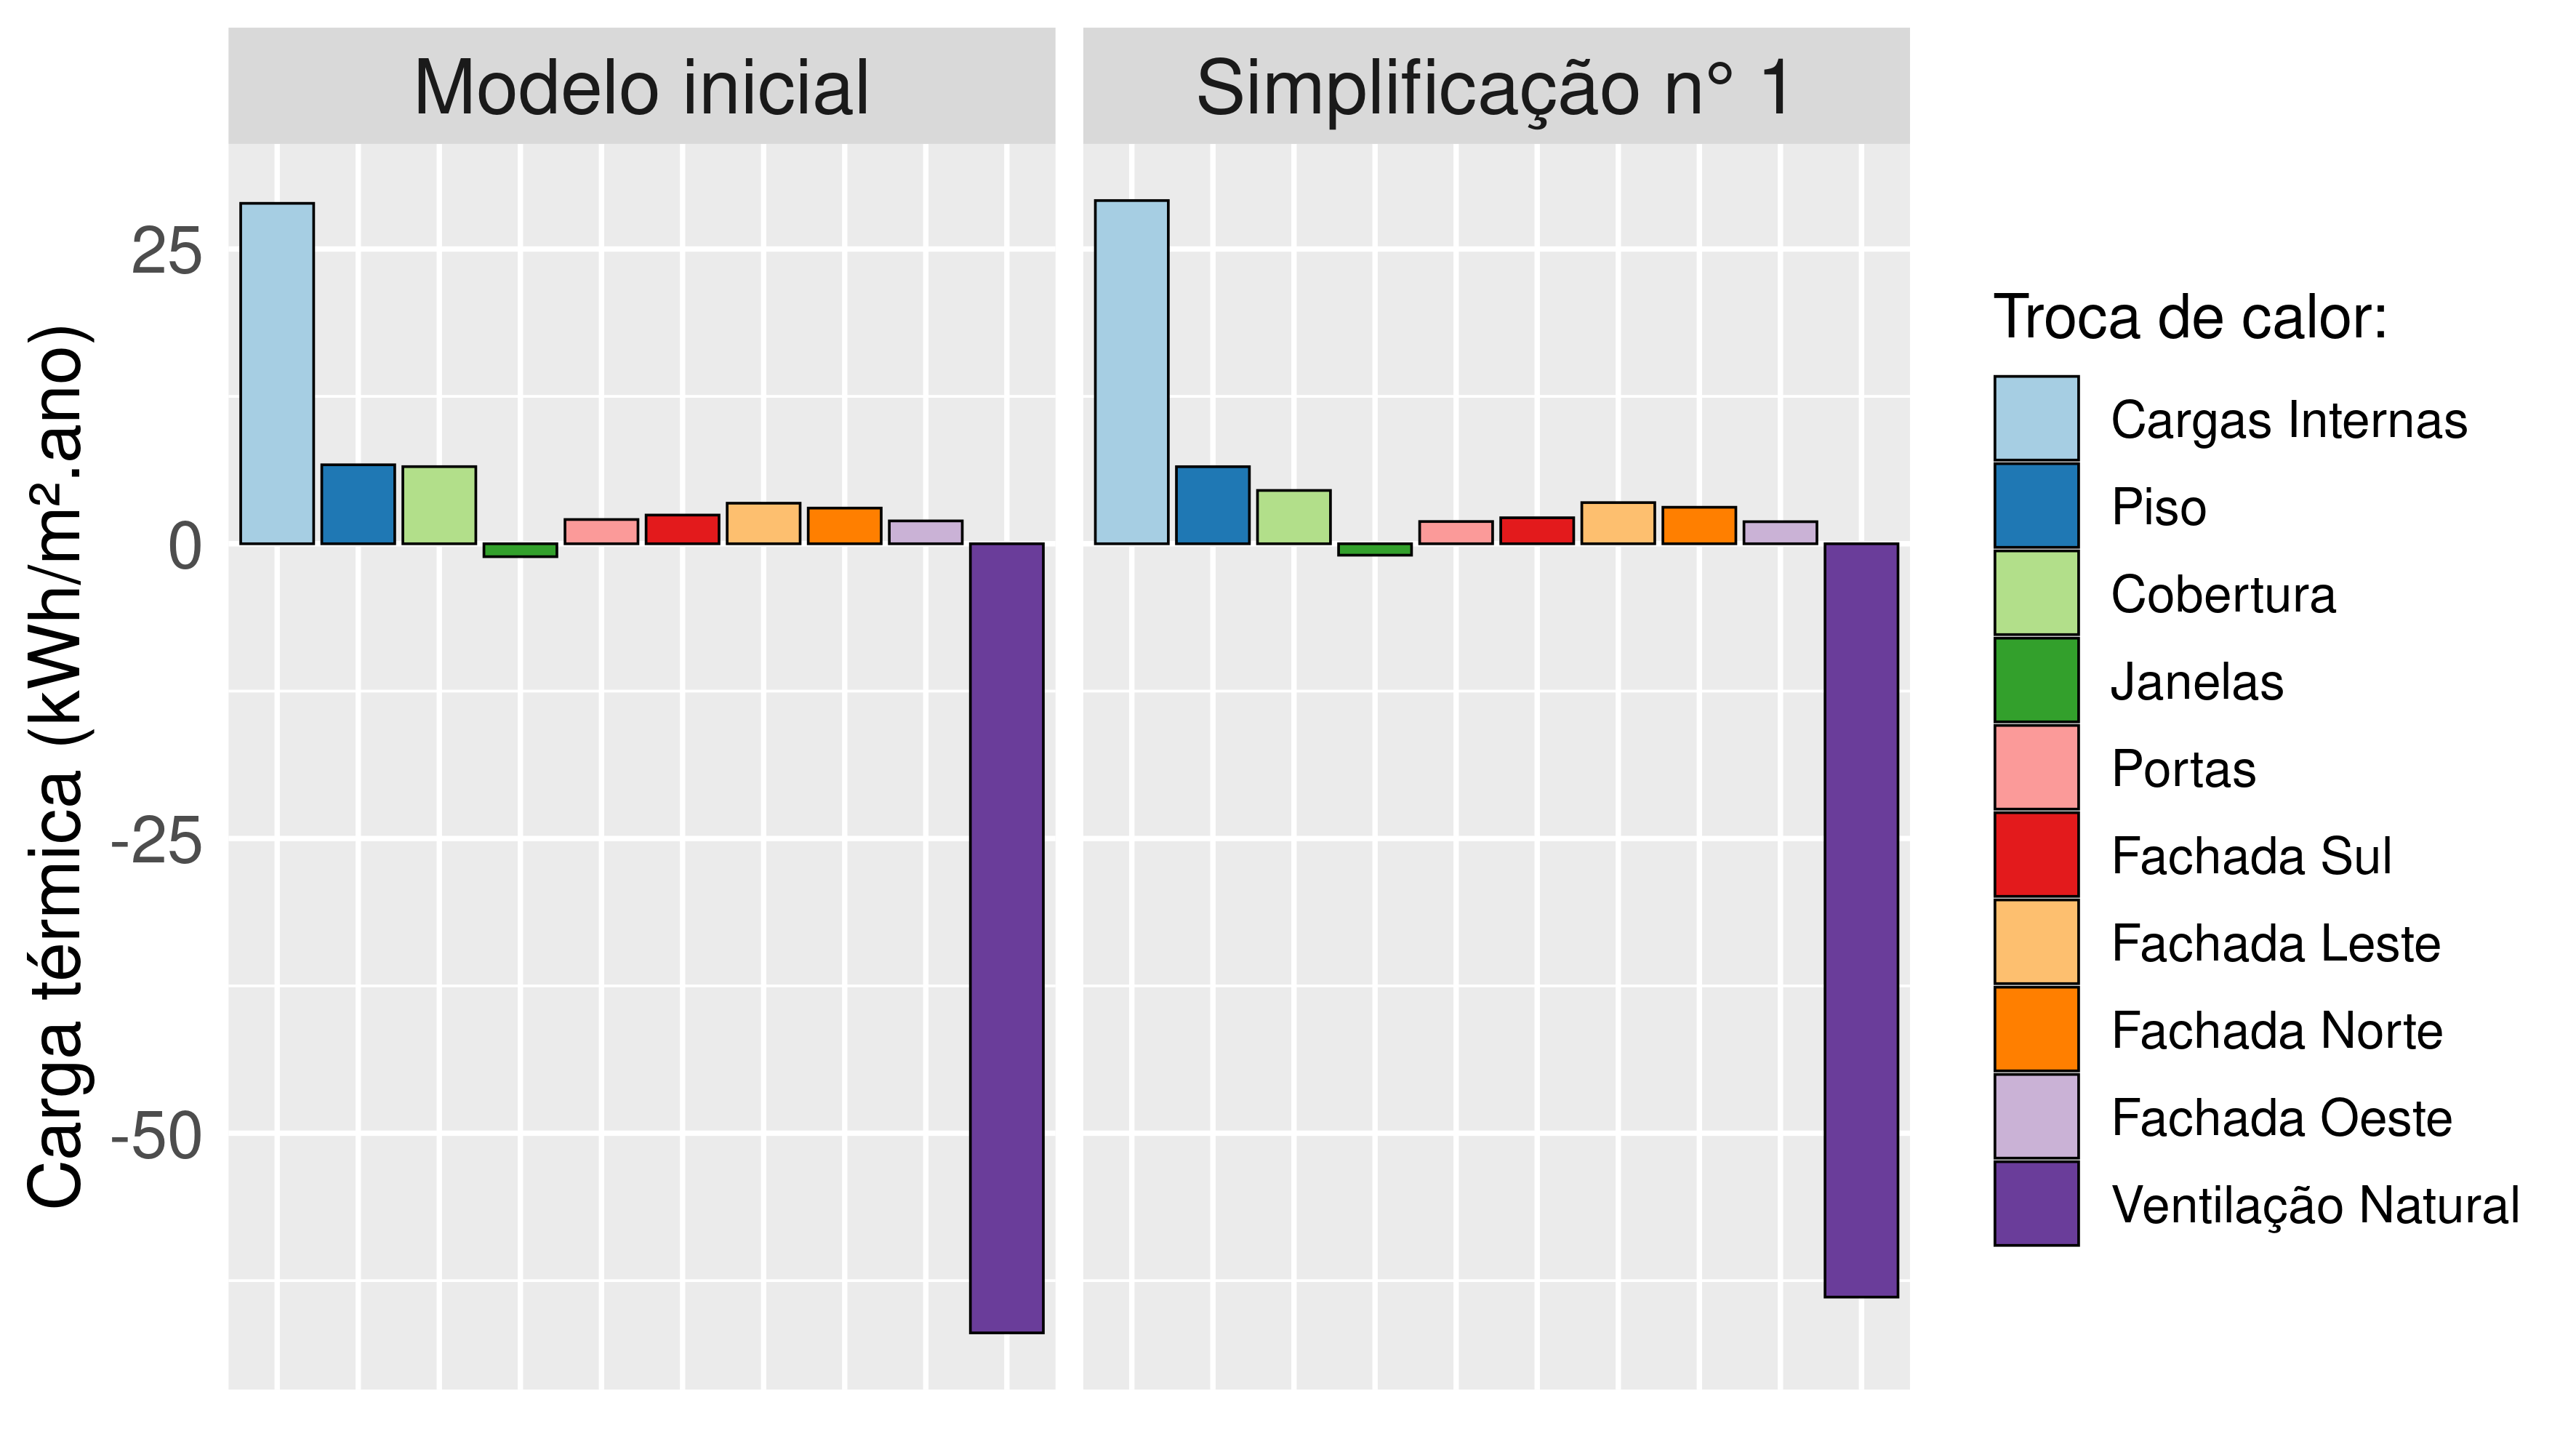 Modelo inicial
Simplificação n° 1
Carga térmica (kWh/m².ano)
25
0
-25
-50
Troca de calor:
Cargas Internas
Piso
Cobertura
Janelas
Portas
Fachada Sul
Fachada Leste
Fachada Norte
Fachada Oeste
Ventilação Natural